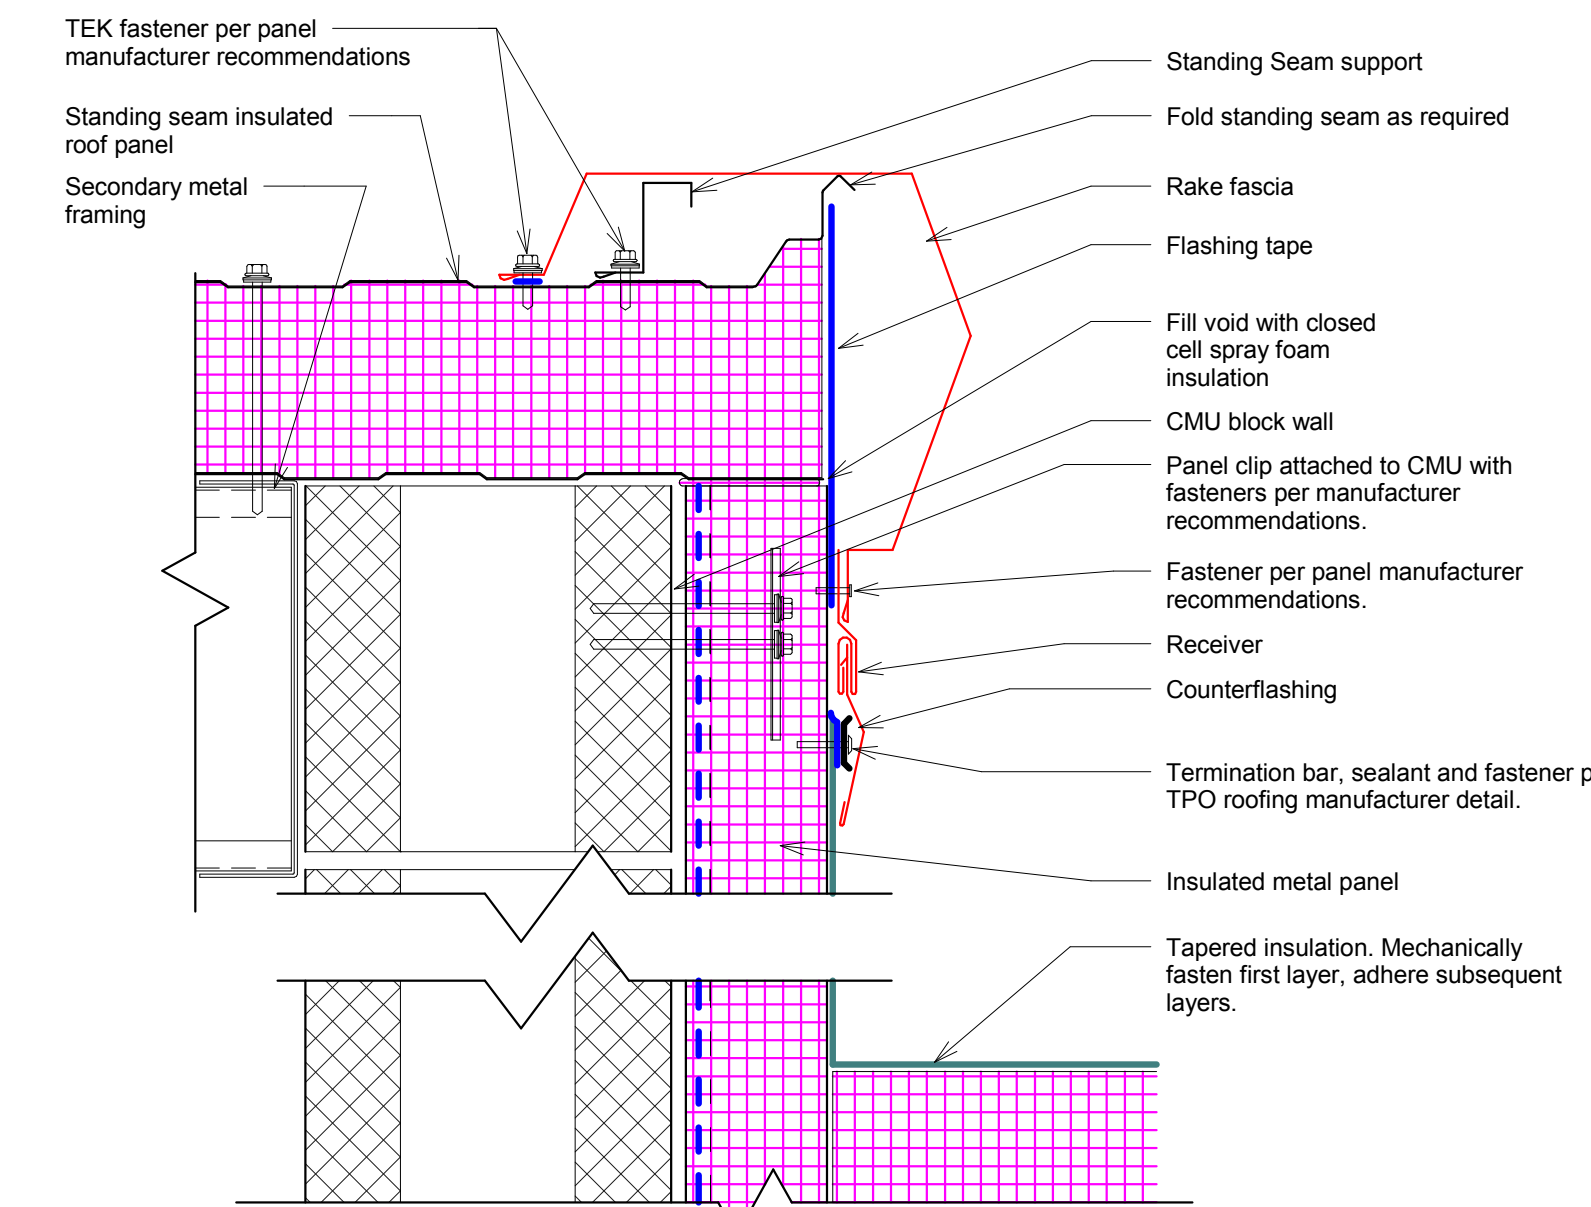 TEK fastener per panel
manufacturer recommendations
Standing seam insulated
roof panel
Secondary metal
framing
Standing Seam support
Fold standing seam as required
Rake fascia
Flashing tape
Fill void with closed
cell spray foam
insulation
CMU block wall
Panel clip attached to CMU with
fasteners per manufacturer
recommendations.
Fastener per panel manufacturer
recommendations.
Receiver
Counterflashing
Termination bar, sealant and fastener p
TPO roofing manufacturer detail.
Insulated metal panel
Tapered insulation. Mechanically
fasten first layer, adhere subsequent
layers.